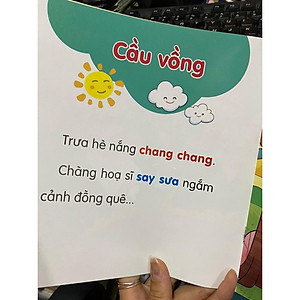 Cầu vồng
Trưa hè nắng chang chang.
Chàng hoạ sĩ say sưa ngắm
cảnh đồng quê...